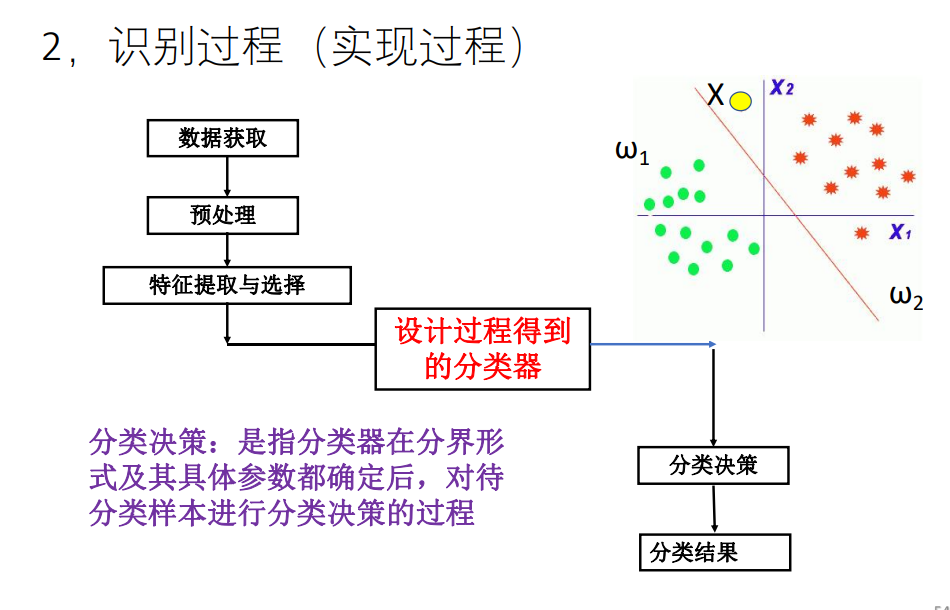 2，识别过程（实现过程）
数据获取
预处理
特征提取与选择
设计过程得到
的分类器
X
X2
ω1
X1
ω2
分类决策：是指分类器在分界形
式及其具体参数都确定后，对待
分类样本进行分类决策的过程
分类决策
分类结果